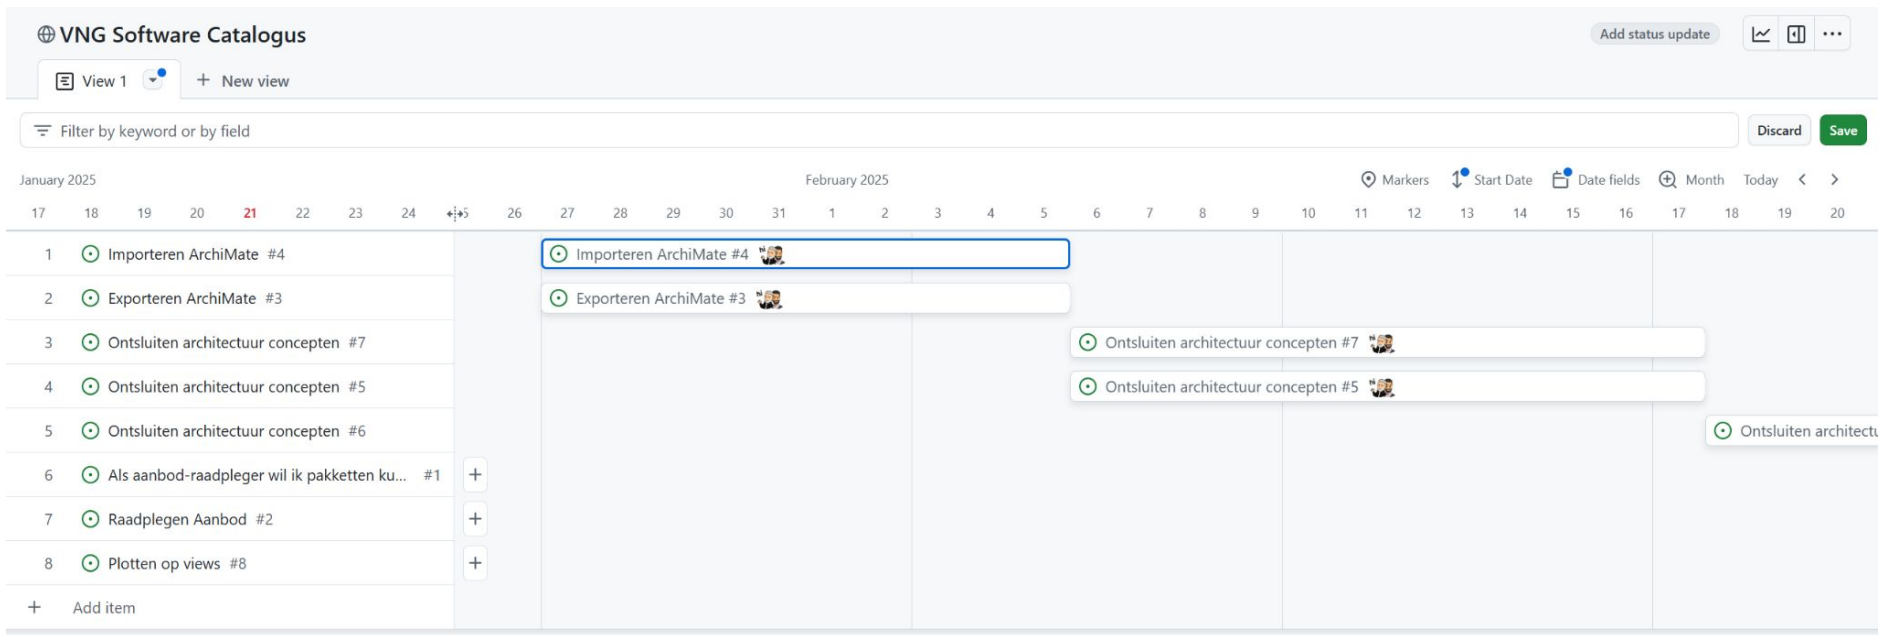 VNG Software Catalogus
Add status update
View 1
New view
Filter by keyword or by field
Discard
Save
January 2025
February 2025
Markers
Start Date
Date fields
Month
Today
17 18 19 20 21 22 23 24 26 27 28 29 30 31 1 2 3 4 5 6 7 8 9 10 11 12 13 14 15 16 17 18 19 20
1 Importeren ArchiMate #4
Importeren ArchiMate #4
2 Exporteren ArchiMate #3
Exporteren ArchiMate #3
3 Ontsluiten architectuur concepten #7
Ontsluiten architectuur concepten #7
4 Ontsluiten architectuur concepten #5
Ontsluiten architectuur concepten #5
5 Ontsluiten architectuur concepten #6
Ontsluiten architectu
6 Als aanbod-raadpleger wil ik pakketten ku... #1
7 Raadplegen Aanbod #2
8 Plotten op views #8
Add item